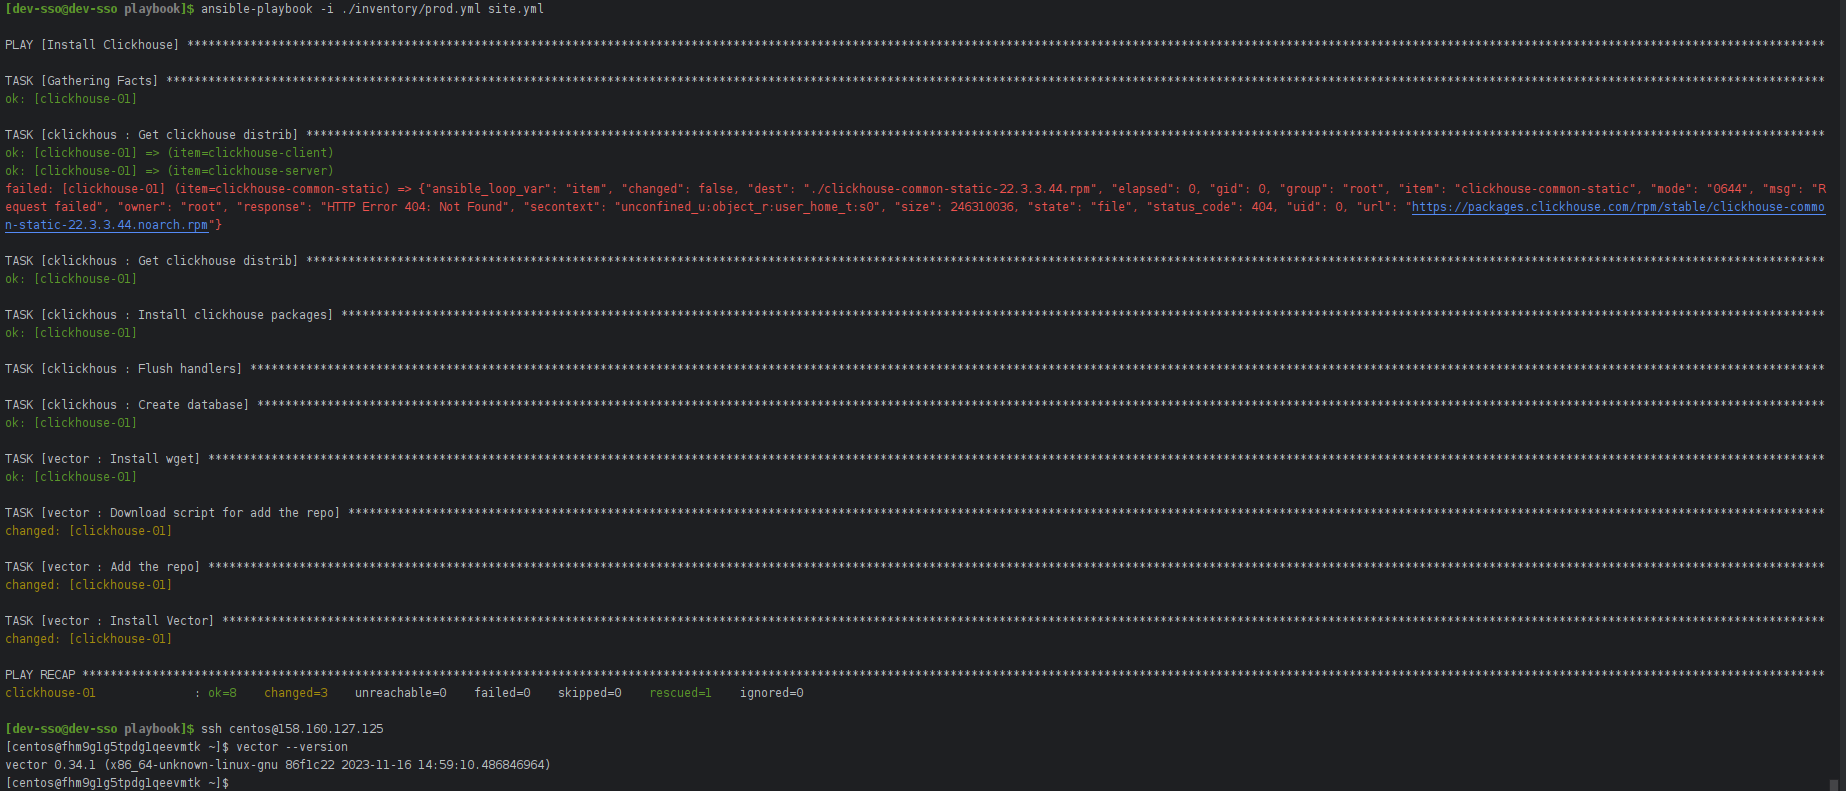 [dev-sso@dev-sso playbook]$ ansible-playbook -i ./inventory/prod.yml site.yml
PLAY [Install Clickhouse] ******************************************************************************************************************************************************************************************************************************************
TASK [Gathering Facts] *********************************************************************************************************************************************************************************************************************************************
ok: [clickhouse-01]
TASK [cklickhous : Get clickhouse distrib] *************************************************************************************************************************************************************************************************************************
ok: [clickhouse-01] => (item=clickhouse-client)
ok: [clickhouse-01] => (item=clickhouse-server)
failed: [clickhouse-01] (item=clickhouse-common-static) => {"ansible_loop_var": "item", "changed": false, "dest": "./clickhouse-common-static-22.3.3.44.rpm", "elapsed": 0, "gid": 0, "group": "root", "item": "clickhouse-common-static", "mode": "0644", "msg": "R
equest failed", "owner": "root", "response": "HTTP Error 404: Not Found", "secontext": "unconfined_u:object_r:user_home_t:s0", "size": 246310036, "state": "file", "status_code": 404, "uid": 0, "url": "https://packages.clickhouse.com/rpm/stable/clickhouse-commo
n-static-22.3.3.44.noarch.rpm"}
TASK [cklickhous : Get clickhouse distrib] *************************************************************************************************************************************************************************************************************************
ok: [clickhouse-01]
TASK [cklickhous : Install clickhouse packages] ********************************************************************************************************************************************************************************************************************
ok: [clickhouse-01]
TASK [cklickhous : Flush handlers] *********************************************************************************************************************************************************************************************************************************
TASK [cklickhous : Create database] ********************************************************************************************************************************************************************************************************************************
ok: [clickhouse-01]
TASK [vector : Install wget] ***************************************************************************************************************************************************************************************************************************************
ok: [clickhouse-01]
TASK [vector : Download script for add the repo] *******************************************************************************************************************************************************************************************************************
changed: [clickhouse-01]
TASK [vector : Add the repo] ***************************************************************************************************************************************************************************************************************************************
changed: [clickhouse-01]
TASK [vector : Install Vector] *************************************************************************************************************************************************************************************************************************************
changed: [clickhouse-01]
PLAY RECAP *********************************************************************************************************************************************************************************************************************************************************
clickhouse-01              : ok=8    changed=3    unreachable=0    failed=0    skipped=0    rescued=1    ignored=0
[dev-sso@dev-sso playbook]$ ssh centos@158.160.127.125
[centos@fhm9g1g5tpdg1qeevmtk ~]$ vector --version
vector 0.34.1 (x86_64-unknown-linux-gnu 86f1c22 2023-11-16 14:59:10.486846964)
[centos@fhm9g1g5tpdg1qeevmtk ~]$